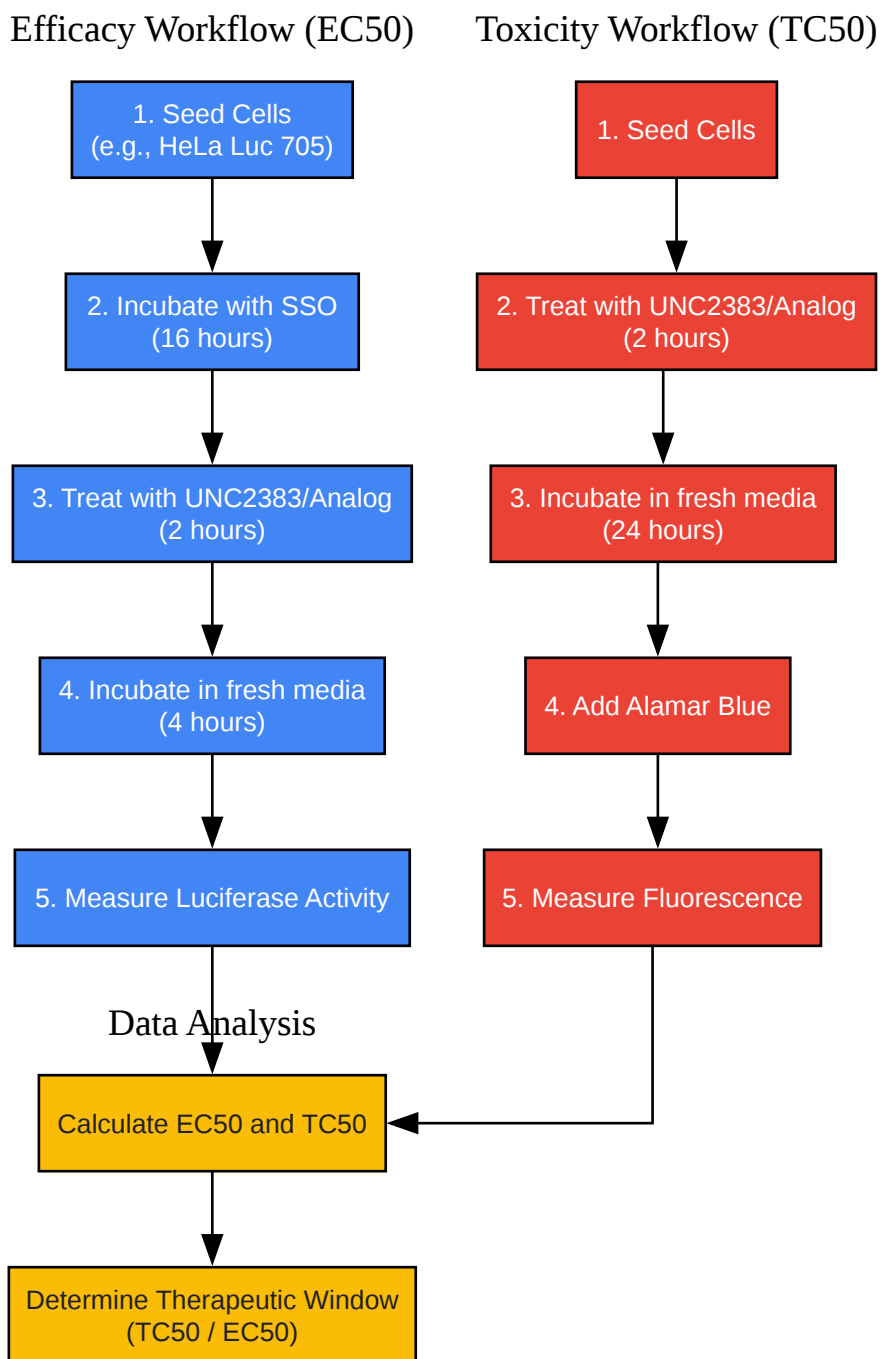 Efficacy Workflow (EC50)
1. Seed Cells
(e.g., HeLa Luc 705)
2. Incubate with SSO
(16 hours)
3. Treat with UNC2383/Analog
(2 hours)
4. Incubate in fresh media
(4 hours)
5. Measure Luciferase Activity
Toxicity Workflow (TC50)
1. Seed Cells
2. Treat with UNC2383/Analog
(2 hours)
3. Incubate in fresh media
(24 hours)
4. Add Alamar Blue
5. Measure Fluorescence
Data Analysis
Calculate EC50 and TC50
Determine Therapeutic Window
(TC50 / EC50)